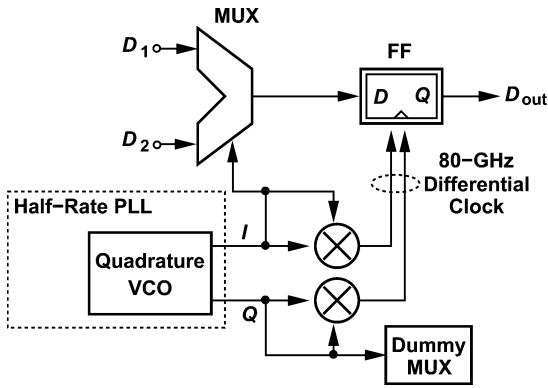 MUX
D1
D2
FF
D Q
Dout
80−GHz
Differential
Clock
Half−Rate PLL
I
Quadrature
VCO
Q
Dummy
MUX